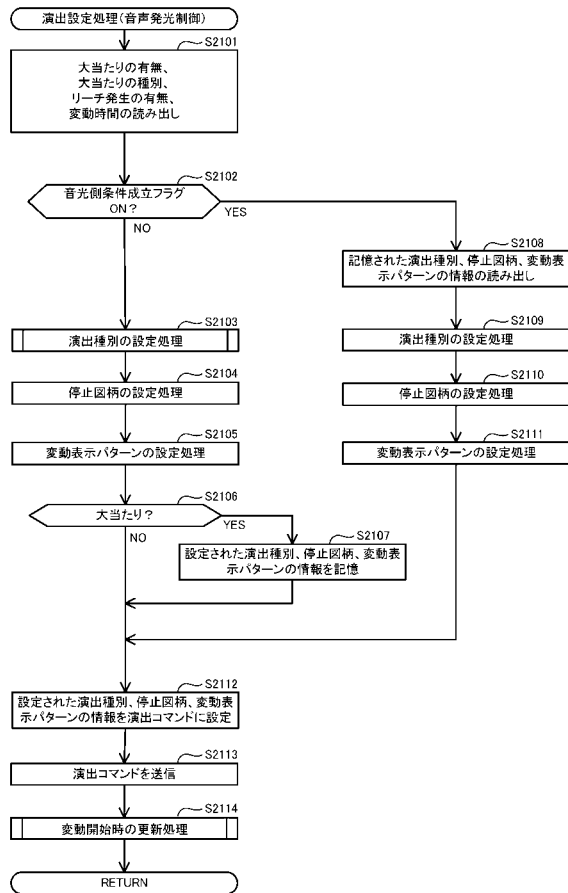 演出設定処理(音声発光制御)
S2101
大当たりの有無、
大当たりの種別、
リーチ発生の有無、
変動時間の読み出し
S2102
音光側条件成立フラグ
ON?
YES
NO
S2108
記憶された演出種別、停止図柄、変動表
示パターンの情報の読み出し
S2103
演出種別の設定処理
S2109
演出種別の設定処理
S2104
停止図柄の設定処理
S2110
停止図柄の設定処理
S2105
変動表示パターンの設定処理
S2111
変動表示パターンの設定処理
S2106
大当たり?
YES
NO
S2107
設定された演出種別、停止図柄、変動表
示パターンの情報を記憶
S2112
設定された演出種別、停止図柄、変動表
示パターンの情報を演出コマンドに設定
S2113
演出コマンドを送信
S2114
変動開始時の更新処理
RETURN